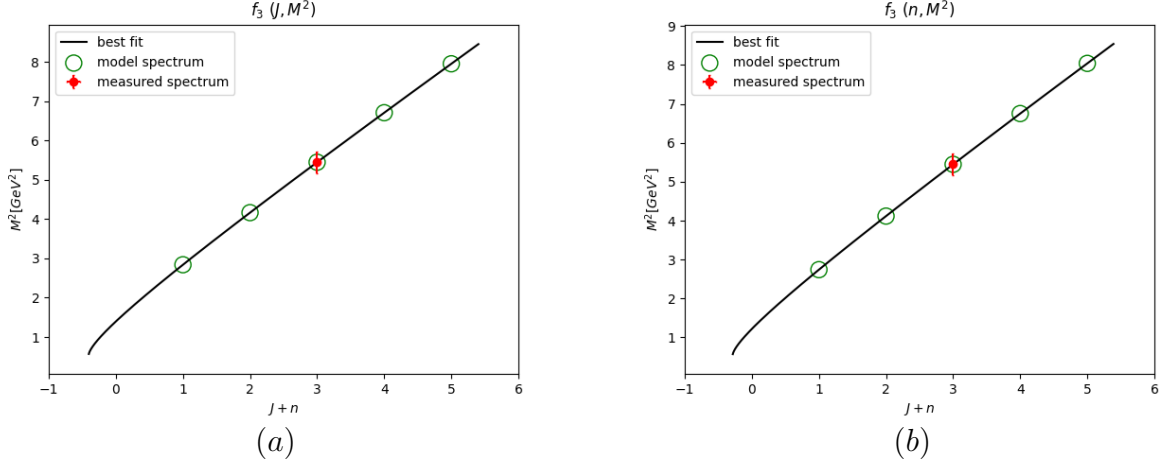 f₃ (J, M²)
best fit
model spectrum
measured spectrum
8
7
6
5
4
3
2
1
M²[GeV²]
−1 0 1 2 3 4 5 6
J + n
(a)
f₃ (n, M²)
best fit
model spectrum
measured spectrum
9
8
7
6
5
4
3
2
1
M²[GeV²]
−1 0 1 2 3 4 5 6
J + n
(b)